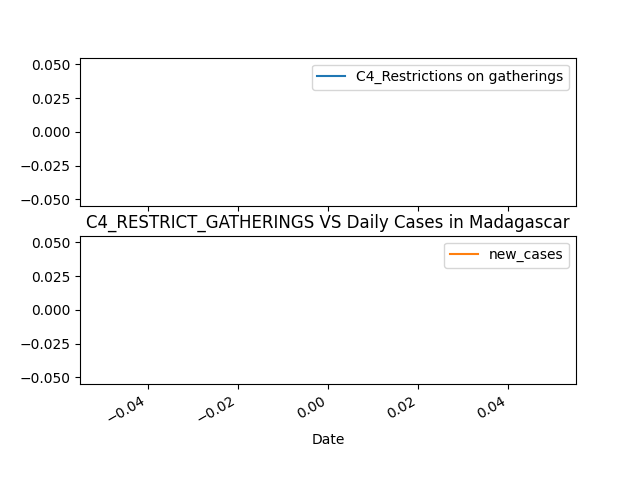 0.050
C4_Restrictions on gatherings
0.025
0.000
−0.025
−0.050
C4_RESTRICT_GATHERINGS VS Daily Cases in Madagascar
0.050
new_cases
0.025
0.000
−0.025
−0.050
−0.04 −0.02 0.00 0.02 0.04
Date